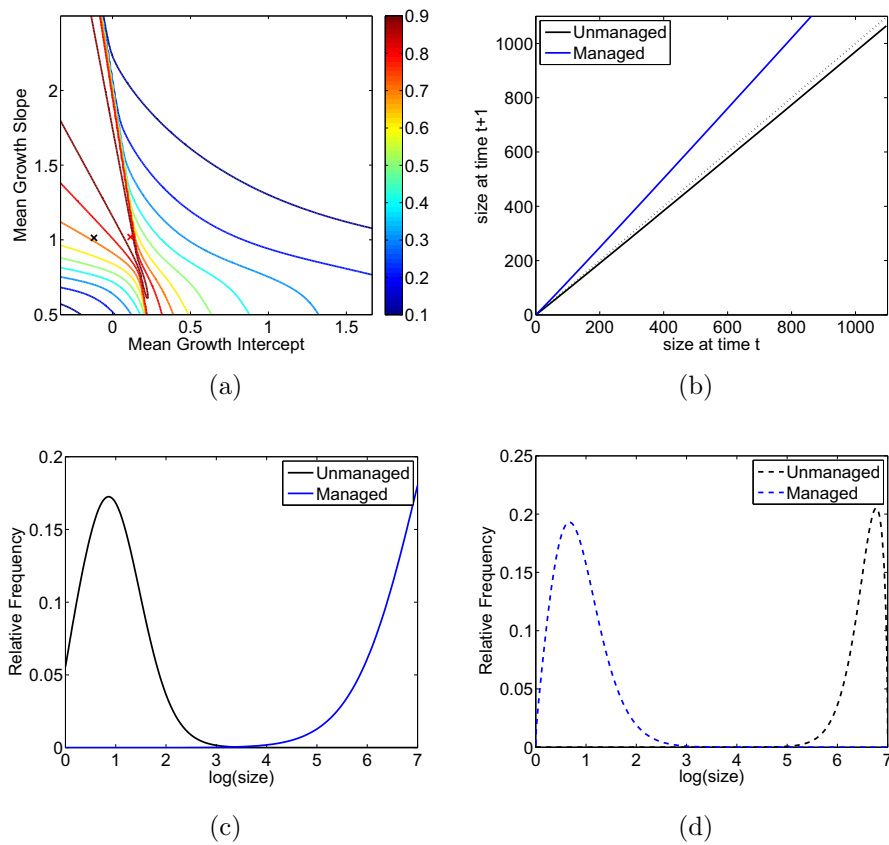 2
1.5
1
0.5
0 0.5 1 1.5
Mean Growth Intercept
Mean Growth Slope
0.9
0.8
0.7
0.6
0.5
0.4
0.3
0.2
0.1
(a)
Unmanaged
Managed
1000
800
600
400
200
0
0 200 400 600 800 1000
size at time t
size at time t+1
(b)
0.2
0.15
0.1
0.05
0
0 1 2 3 4 5 6 7
log(size)
Relative Frequency
Unmanaged
Managed
(c)
0.25
0.2
0.15
0.1
0.05
0
0 1 2 3 4 5 6 7
log(size)
Relative Frequency
Unmanaged
Managed
(d)